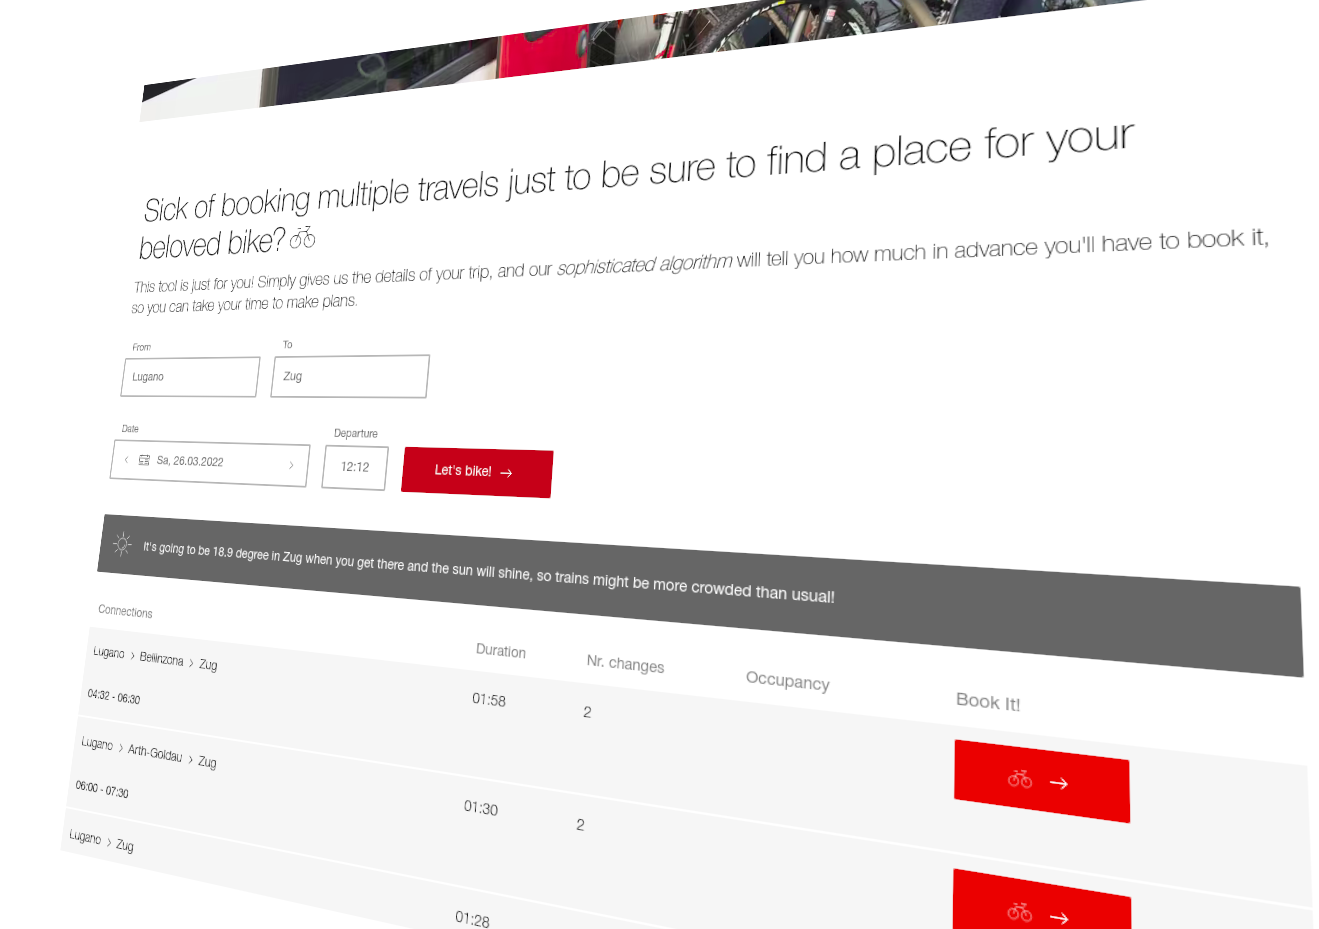 Sick of booking multiple travels just to be sure to find a place for your
beloved bike?
This tool is just for you! Simply gives us the details of your trip, and our sophisticated algorithm will tell you how much in advance you'll have to book it,
so you can take your time to make plans.
From
To
Lugano
Zug
Date
Departure
Sa, 26.03.2022
12:12
Let's bike!
It's going to be 18.9 degree in Zug when you get there and the sun will shine, so trains might be more crowded than usual!
Connections
Duration
Nr. changes
Occupancy
Book It!
Lugano > Bellinzona > Zug
04:32 - 06:30
01:58
2
Lugano > Arth-Goldau > Zug
06:00 - 07:30
01:30
2
Lugano > Zug
01:28